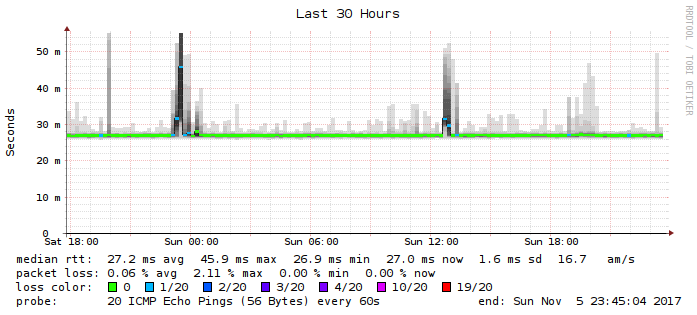 Last 30 Hours
RRDTOOL / TOBI OETIKER
Seconds
50 m
40 m
30 m
20 m
10 m
0
Sat 18:00 Sun 00:00 Sun 06:00 Sun 12:00 Sun 18:00
median rtt: 27.2 ms avg 45.9 ms max 26.9 ms min 27.0 ms now 1.6 ms sd 16.7 am/s
packet loss: 0.06 % avg 2.11 % max 0.00 % min 0.00 % now
loss color: 0 1/20 2/20 3/20 4/20 10/20 19/20
probe: 20 ICMP Echo Pings (56 Bytes) every 60s end: Sun Nov 5 23:45:04 2017